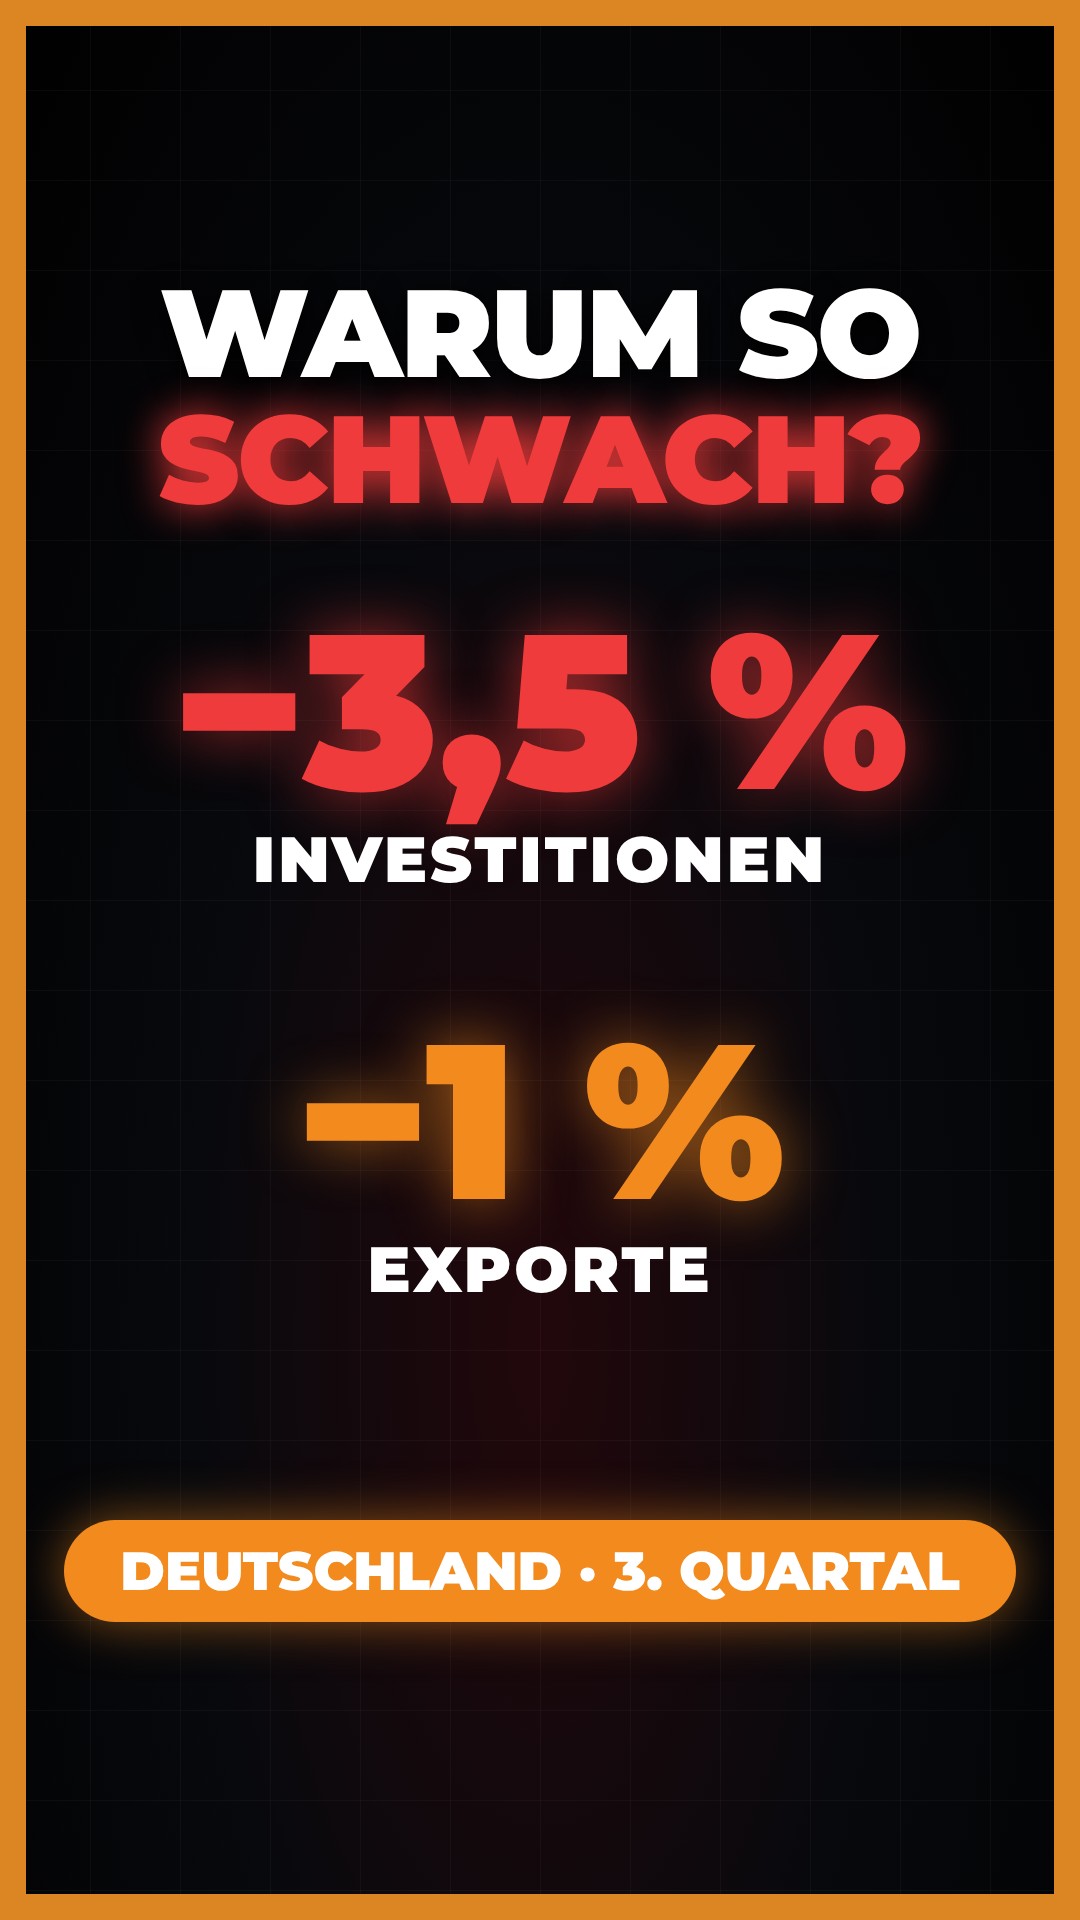 WARUM SO
SCHWACH?
–3,5 %
INVESTITIONEN
–1 %
EXPORTE
DEUTSCHLAND • 3. QUARTAL